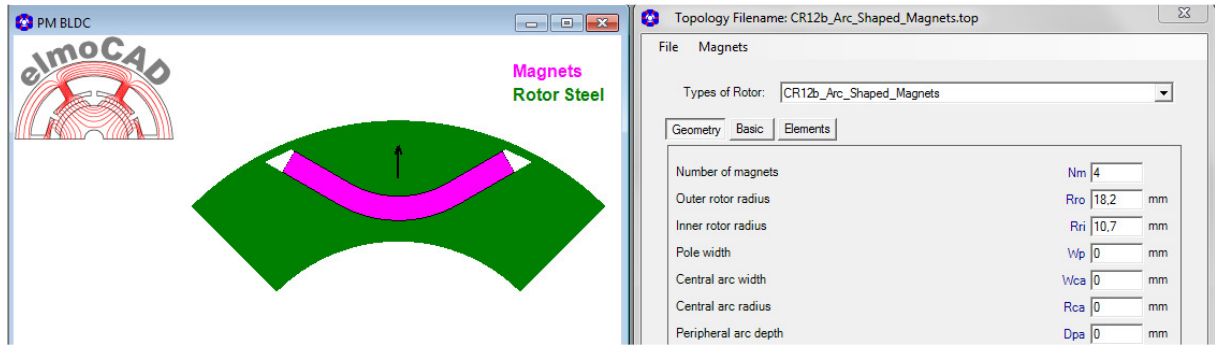 PM BLDC
elmoCAD
Magnets
Rotor Steel
Topology Filename: CR12b_Arc_Shaped_Magnets.top
File Magnets
Types of Rotor: CR12b_Arc_Shaped_Magnets
Geometry Basic Elements
Number of magnets Nm 4
Outer rotor radius Rro 18,2 mm
Inner rotor radius Rri 10,7 mm
Pole width Wp 0 mm
Central arc width Wca 0 mm
Central arc radius Rca 0 mm
Peripheral arc depth Dpa 0 mm